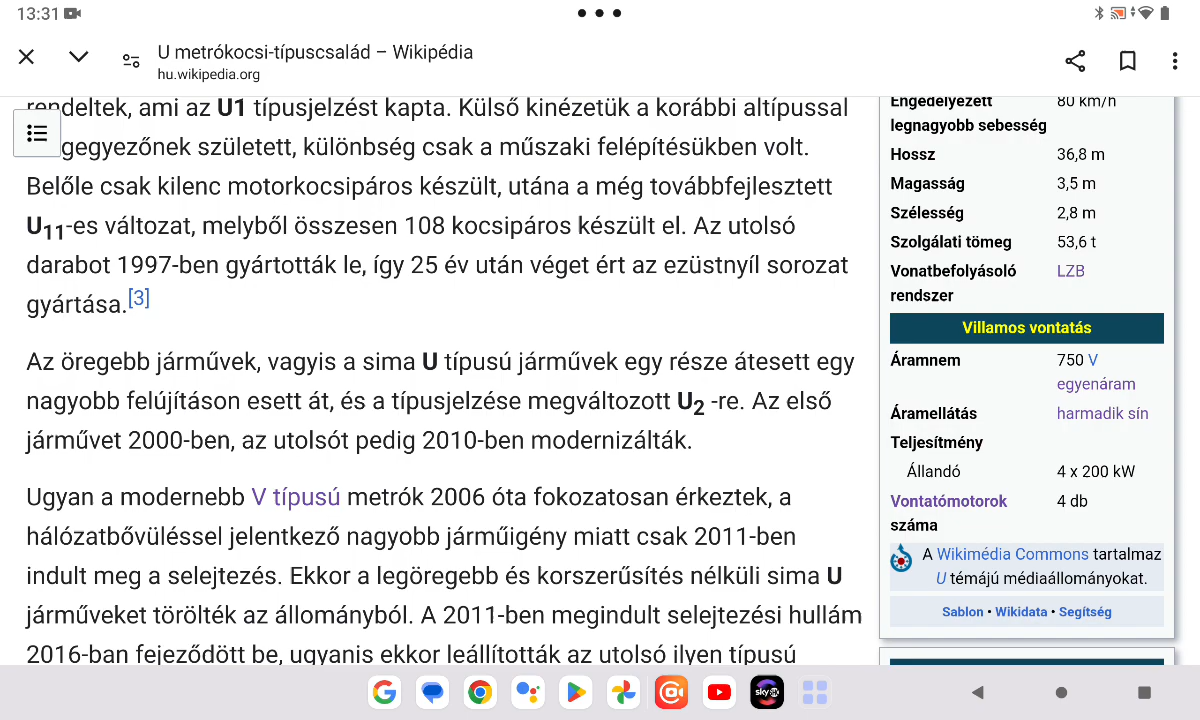 13:31
U metrókocsi-típuscsalád – Wikipédia
hu.wikipedia.org
rendeltek, ami az U1 típusjelzést kapta. Külső kinézetük a korábbi altípussal
gegyezőnek született, különbség csak a műszaki felépítésükben volt.
Belőle csak kilenc motorkocsipáros készült, utána a még továbbfejlesztett
U11-es változat, melyből összesen 108 kocsipáros készült el. Az utolsó
darabot 1997-ben gyártották le, így 25 év után véget ért az ezüstnyíl sorozat
gyártása.[3]
Az öregebb járművek, vagyis a sima U típusú járművek egy része átesett egy
nagyobb felújításon esett át, és a típusjelzése megváltozott U2 -re. Az első
járművet 2000-ben, az utolsót pedig 2010-ben modernizálták.
Ugyan a modernebb V típusú metrók 2006 óta fokozatosan érkeztek, a
hálózatbővüléssel jelentkező nagyobb járműigény miatt csak 2011-ben
indult meg a selejtezés. Ekkor a legöregebb és korszerűsítés nélküli sima U
járműveket törölték az állományból. A 2011-ben megindult selejtezési hullám
2016-ban fejeződött be, ugyanis ekkor leállították az utolsó ilyen típusú
Engedélyezett 80 km/h
legnagyobb sebesség
Hossz 36,8 m
Magasság 3,5 m
Szélesség 2,8 m
Szolgálati tömeg 53,6 t
Vonatbefolyásoló LZB
rendszer
Villamos vontatás
Áramnem 750 V
egyenáram
Áramellátás harmadik sín
Teljesítmény
Állandó 4 x 200 kW
Vontatómotorok 4 db
száma
A Wikimédia Commons tartalmaz
U témájú médiaállományokat.
Sablon • Wikidata • Segítség
sky